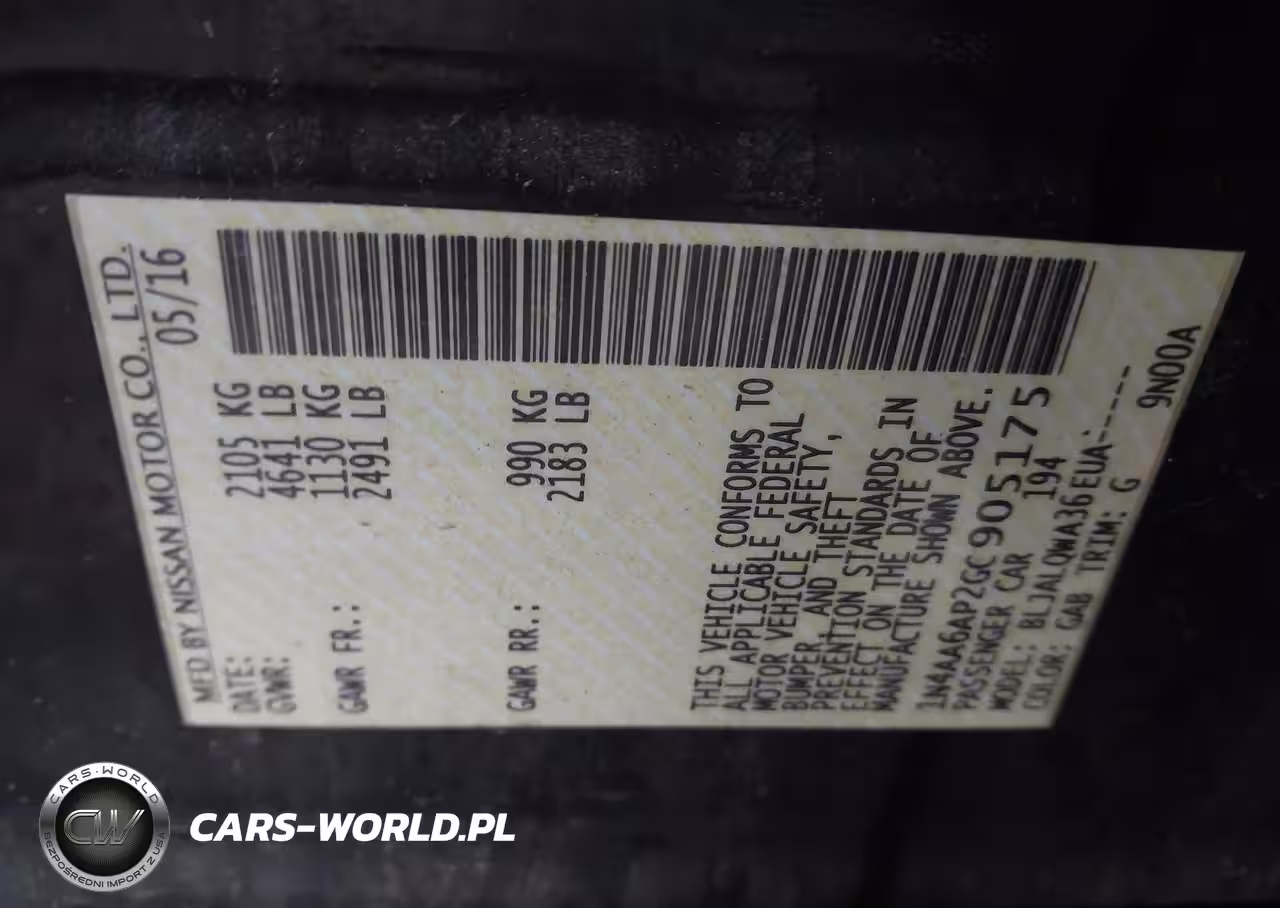 MFD BY NISSAN MOTOR CO., LTD.
DATE: 05/16
GVWR: 2105 KG
4641 LB
GAWR FR.: 1130 KG
2491 LB
GAWR RR.: 990 KG
2183 LB
THIS VEHICLE CONFORMS TO
ALL APPLICABLE FEDERAL
MOTOR VEHICLE SAFETY,
BUMPER, AND THEFT
PREVENTION STANDARDS IN
EFFECT ON THE DATE OF
MANUFACTURE SHOWN ABOVE.
1N4AA6AP2GC905175
PASSENGER CAR 194
MODEL: BLJALQWA36EUA-----
COLOR: GAB TRIM: G
9N00A
CARS-WORLD
CW
BEZPOŚREDNI IMPORT Z USA
CARS-WORLD.PL